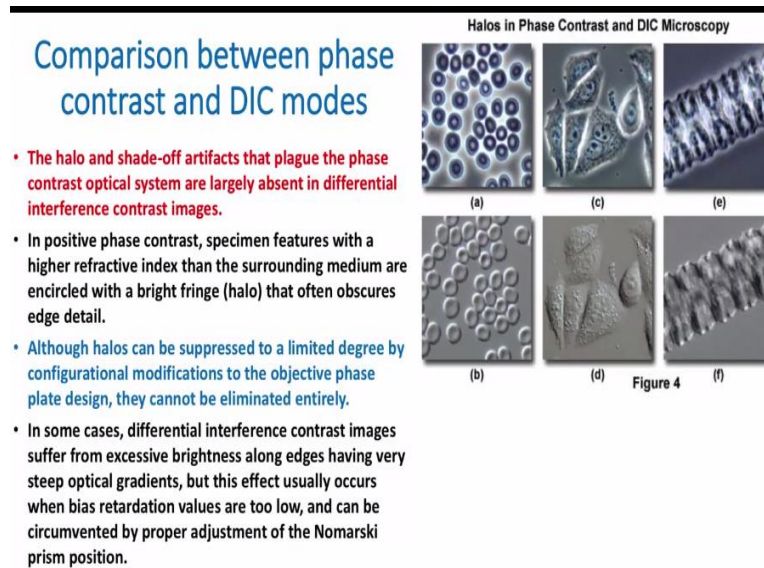 Comparison between phase
contrast and DIC modes
• The halo and shade-off artifacts that plague the phase
contrast optical system are largely absent in differential
interference contrast images.
• In positive phase contrast, specimen features with a
higher refractive index than the surrounding medium are
encircled with a bright fringe (halo) that often obscures
edge detail.
• Although halos can be suppressed to a limited degree by
configurational modifications to the objective phase
plate design, they cannot be eliminated entirely.
• In some cases, differential interference contrast images
suffer from excessive brightness along edges having very
steep optical gradients, but this effect usually occurs
when bias retardation values are too low, and can be
circumvented by proper adjustment of the Nomarski
prism position.
Halos in Phase Contrast and DIC Microscopy
(a) (c) (e)
(b) (d) (f)
Figure 4